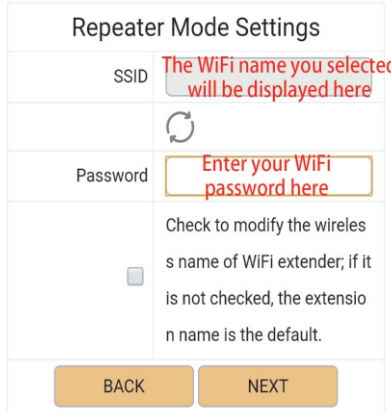 Repeater Mode Settings
SSID
The WiFi name you selected
will be displayed here
Password
Enter your WiFi
password here
Check to modify the wireles
s name of WiFi extender; if it
is not checked, the extensio
n name is the default.
BACK
NEXT